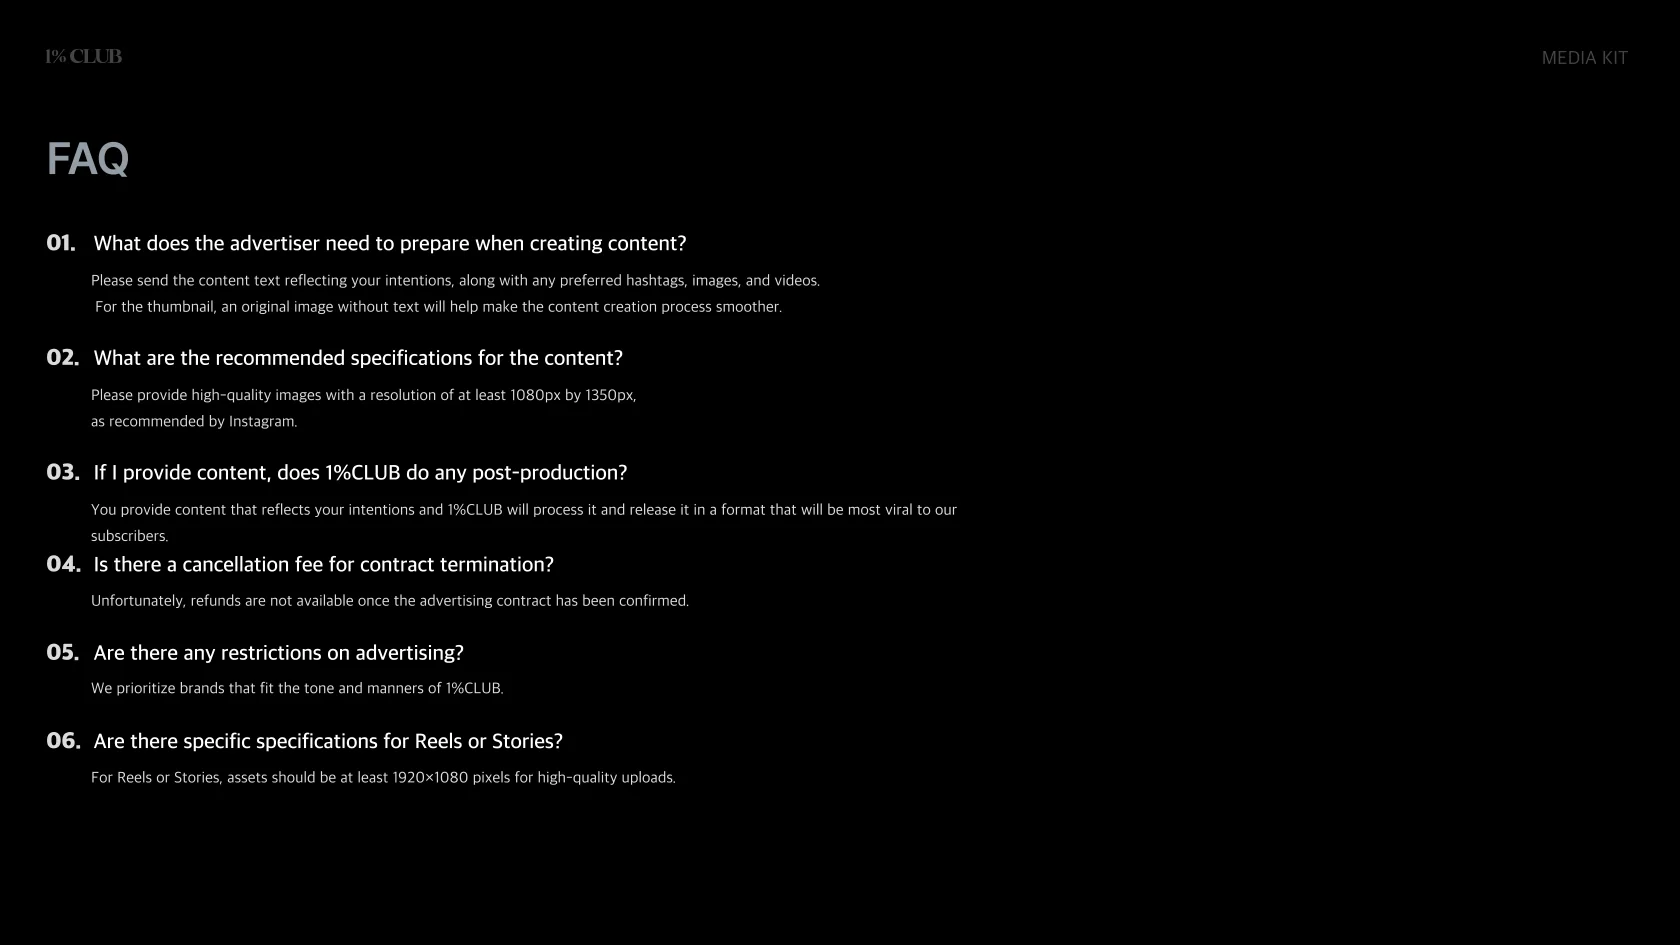 1% CLUB
MEDIA KIT
FAQ
01. What does the advertiser need to prepare when creating content?
Please send the content text reflecting your intentions, along with any preferred hashtags, images, and videos.
For the thumbnail, an original image without text will help make the content creation process smoother.
02. What are the recommended specifications for the content?
Please provide high-quality images with a resolution of at least 1080px by 1350px,
as recommended by Instagram.
03. If I provide content, does 1%CLUB do any post-production?
You provide content that reflects your intentions and 1%CLUB will process it and release it in a format that will be most viral to our
subscribers.
04. Is there a cancellation fee for contract termination?
Unfortunately, refunds are not available once the advertising contract has been confirmed.
05. Are there any restrictions on advertising?
We prioritize brands that fit the tone and manners of 1%CLUB.
06. Are there specific specifications for Reels or Stories?
For Reels or Stories, assets should be at least 1920×1080 pixels for high-quality uploads.